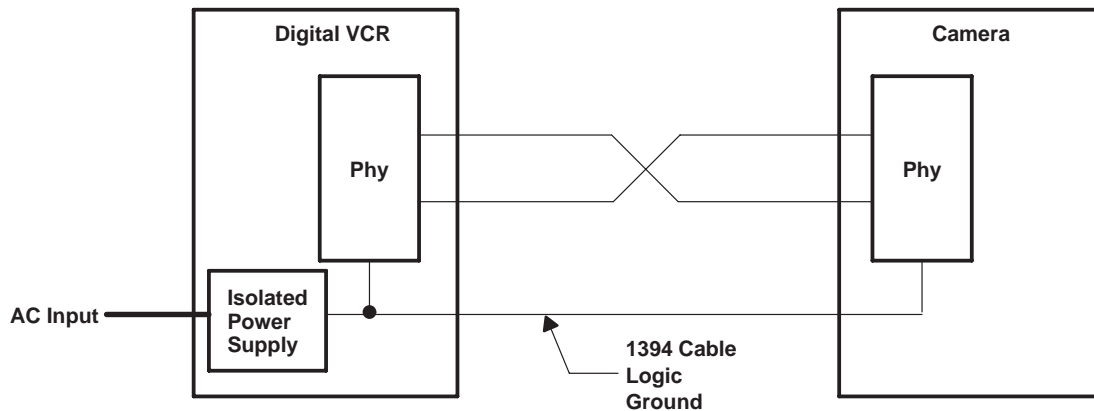 Digital VCR
Camera
Phy
Phy
AC Input
Isolated
Power
Supply
1394 Cable
Logic
Ground